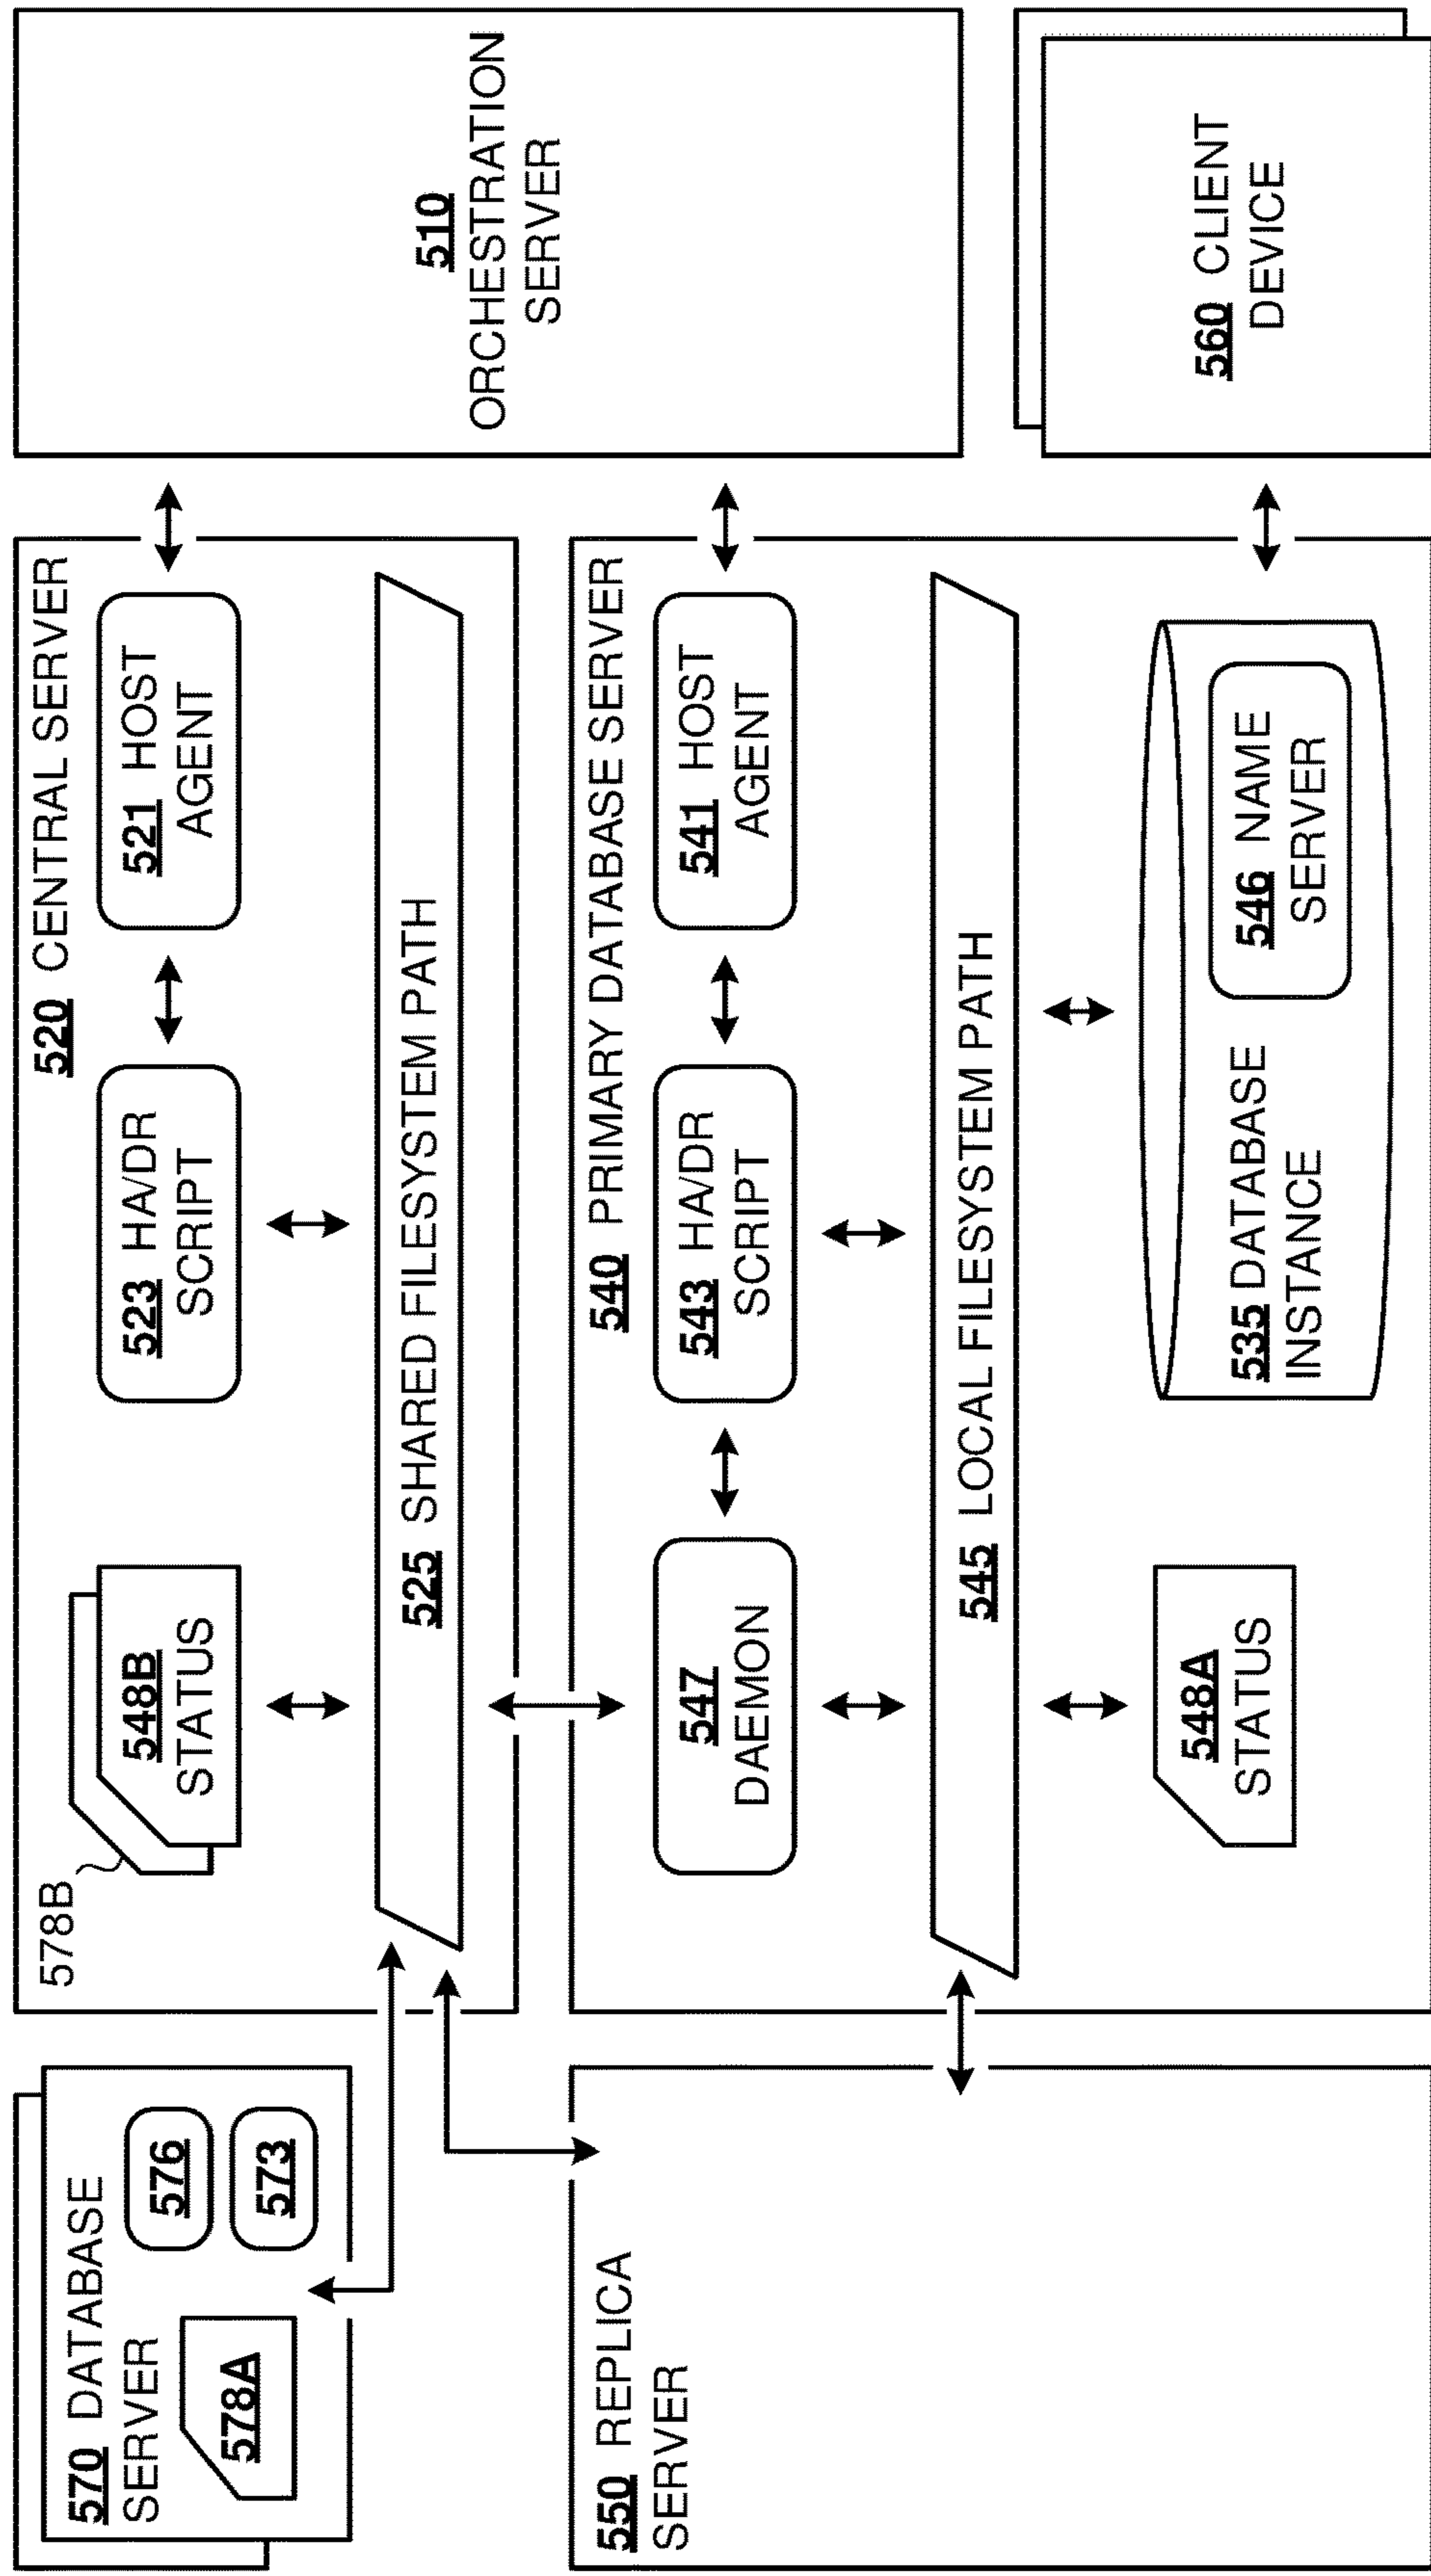 570 DATABASE
SERVER
576
573
578A
578B
548B
STATUS
520 CENTRAL SERVER
523 HA/DR
SCRIPT
521 HOST
AGENT
525 SHARED FILESYSTEM PATH
510
ORCHESTRATION
SERVER
550 REPLICA
SERVER
540 PRIMARY DATABASE SERVER
547
DAEMON
543 HA/DR
SCRIPT
541 HOST
AGENT
545 LOCAL FILESYSTEM PATH
548A
STATUS
535 DATABASE
INSTANCE
546 NAME
SERVER
560 CLIENT
DEVICE